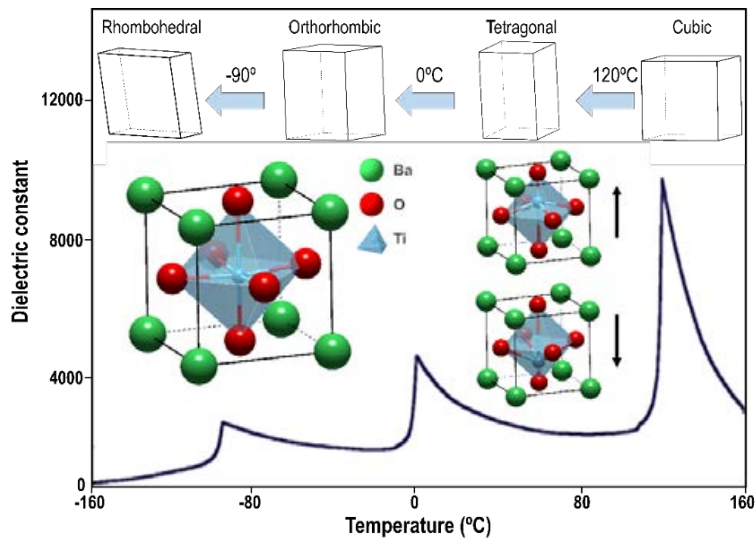 Rhombohedral
Orthorhombic
Tetragonal
Cubic
-90º
0ºC
120ºC
12000
8000
4000
0
Dielectric constant
Ba
O
Ti
-160
-80
0
80
160
Temperature (ºC)